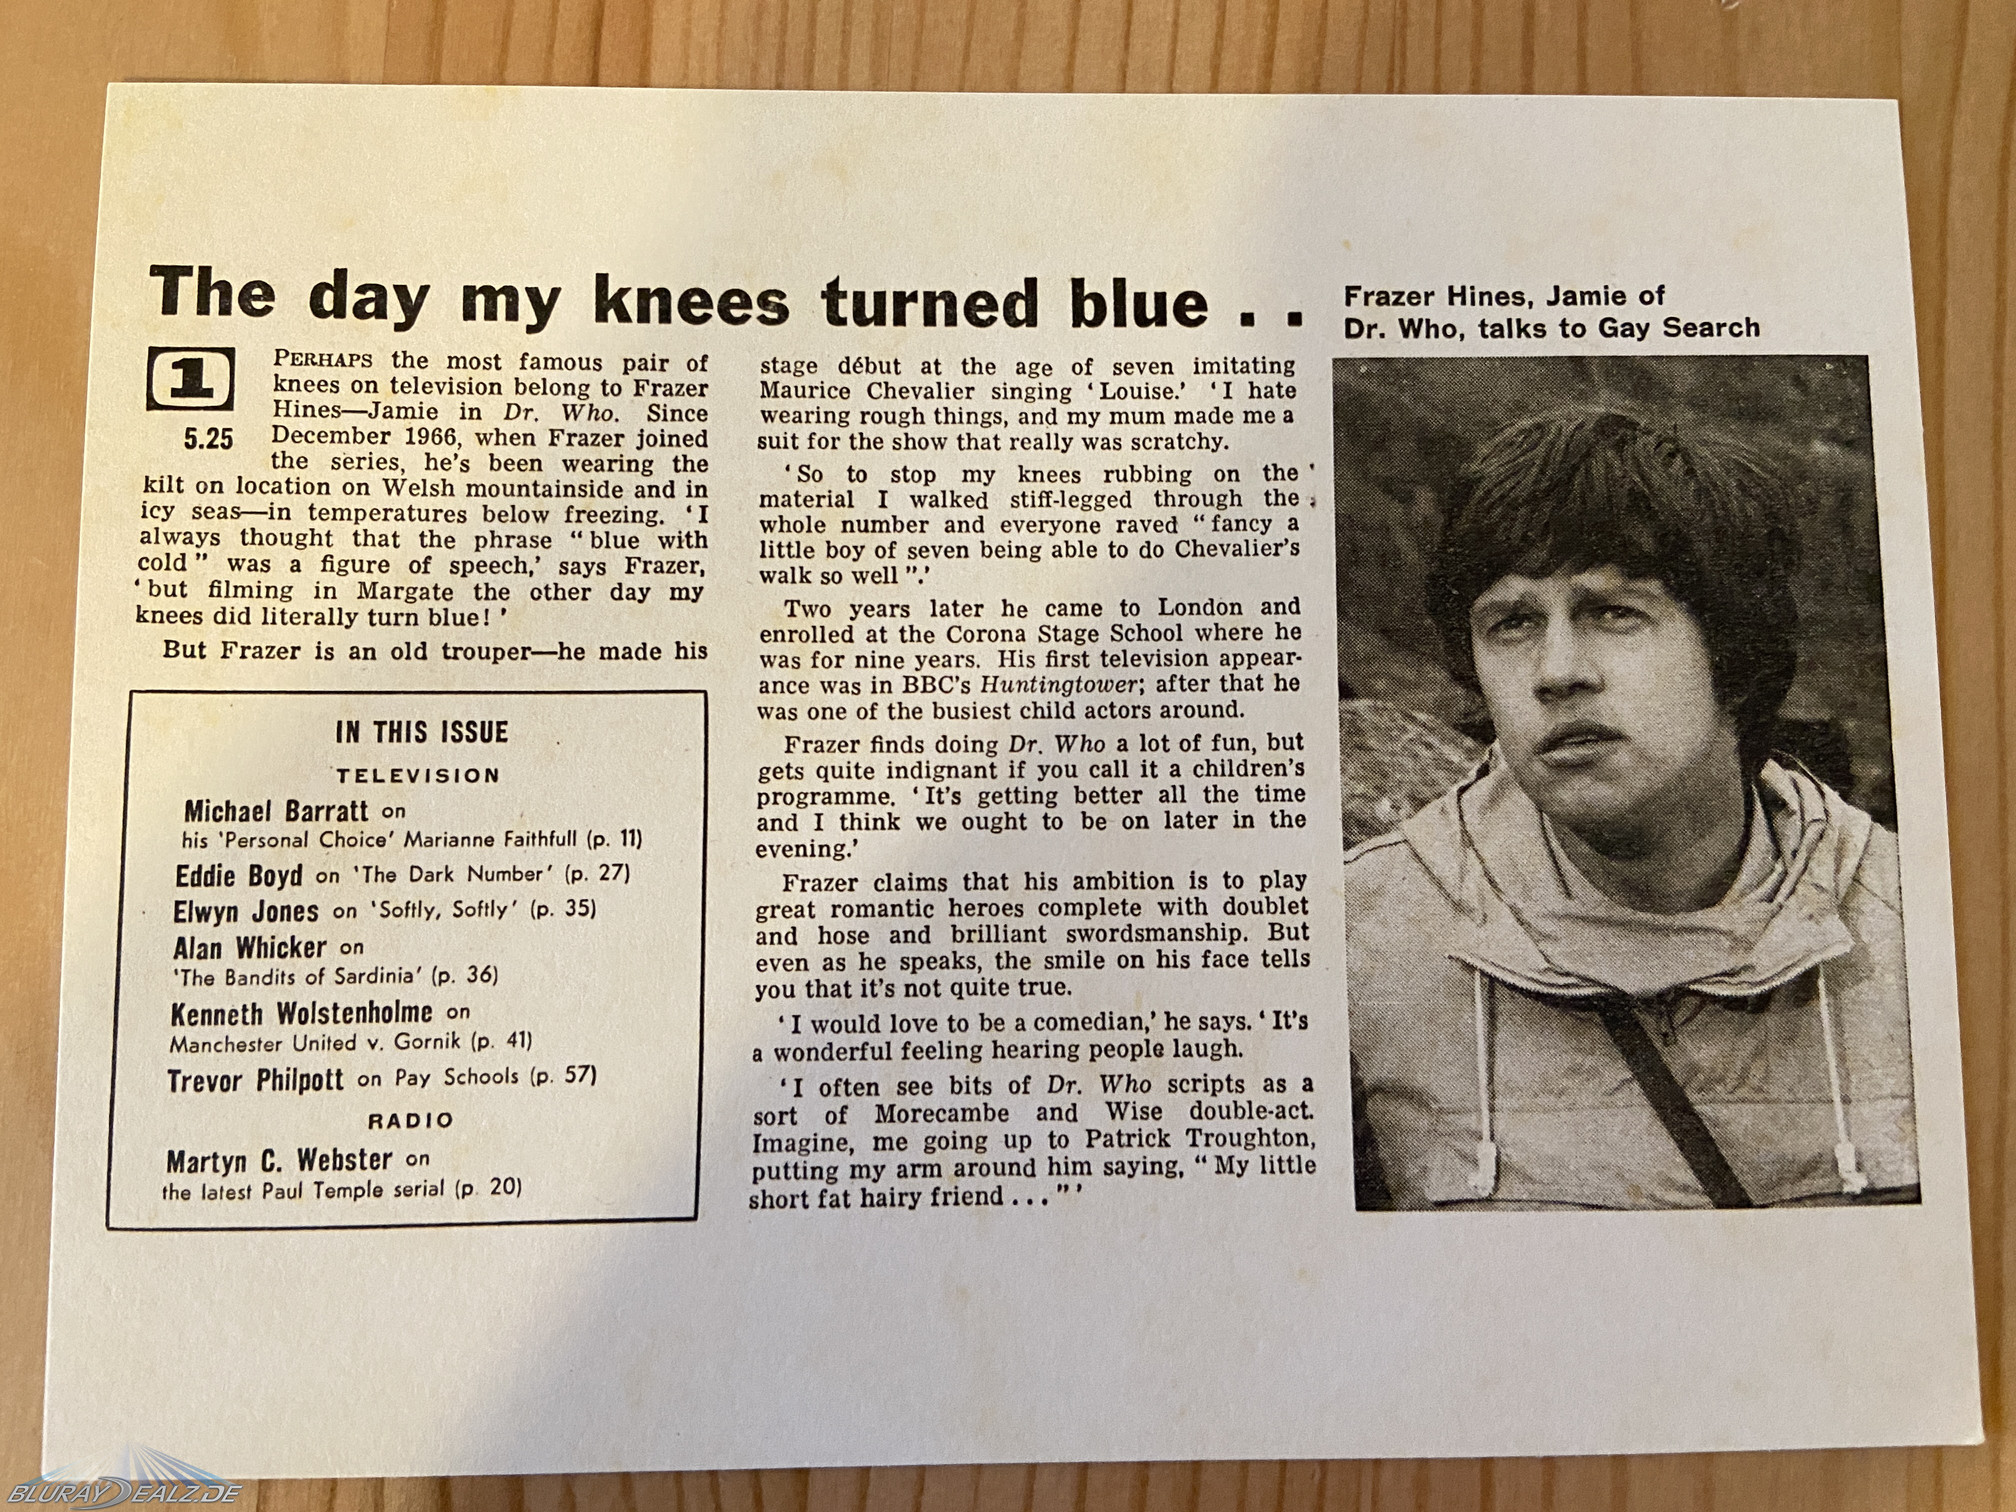 The day my knees turned blue . .
Frazer Hines, Jamie of
Dr. Who, talks to Gay Search
1
5.25
PERHAPS the most famous pair of
knees on television belong to Frazer
Hines—Jamie in Dr. Who. Since
December 1966, when Frazer joined
the series, he's been wearing the
kilt on location on Welsh mountainside and in
icy seas—in temperatures below freezing. ‘I
always thought that the phrase “blue with
cold” was a figure of speech,’ says Frazer,
‘but filming in Margate the other day my
knees did literally turn blue!’
But Frazer is an old trouper—he made his
stage début at the age of seven imitating
Maurice Chevalier singing ‘Louise.’ ‘I hate
wearing rough things, and my mum made me a
suit for the show that really was scratchy.
‘So to stop my knees rubbing on the
material I walked stiff-legged through the
whole number and everyone raved “fancy a
little boy of seven being able to do Chevalier’s
walk so well”.’
Two years later he came to London and
enrolled at the Corona Stage School where he
was for nine years. His first television appear-
ance was in BBC’s Huntingtower; after that he
was one of the busiest child actors around.
Frazer finds doing Dr. Who a lot of fun, but
gets quite indignant if you call it a children’s
programme. ‘It’s getting better all the time
and I think we ought to be on later in the
evening.’
Frazer claims that his ambition is to play
great romantic heroes complete with doublet
and hose and brilliant swordsmanship. But
even as he speaks, the smile on his face tells
you that it’s not quite true.
‘I would love to be a comedian,’ he says. ‘It’s
a wonderful feeling hearing people laugh.
‘I often see bits of Dr. Who scripts as a
sort of Morecambe and Wise double-act.
Imagine, me going up to Patrick Troughton,
putting my arm around him saying, “My little
short fat hairy friend . . .”’
IN THIS ISSUE
TELEVISION
Michael Barratt on
his 'Personal Choice' Marianne Faithfull (p. 11)
Eddie Boyd on 'The Dark Number' (p. 27)
Elwyn Jones on 'Softly, Softly' (p. 35)
Alan Whicker on
'The Bandits of Sardinia' (p. 36)
Kenneth Wolstenholme on
Manchester United v. Gornik (p. 41)
Trevor Philpott on Pay Schools (p. 57)
RADIO
Martyn C. Webster on
the latest Paul Temple serial (p. 20)
BLURAYDEALZ.DE